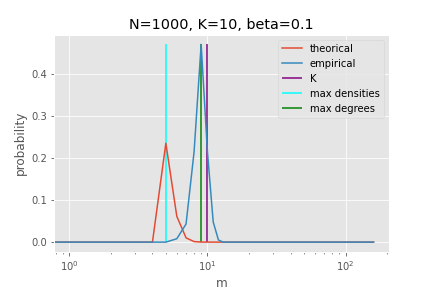 N=1000, K=10, beta=0.1
theorical
empirical
K
max densities
max degrees
probability
0.4
0.3
0.2
0.1
0.0
10⁰
10¹
10²
m